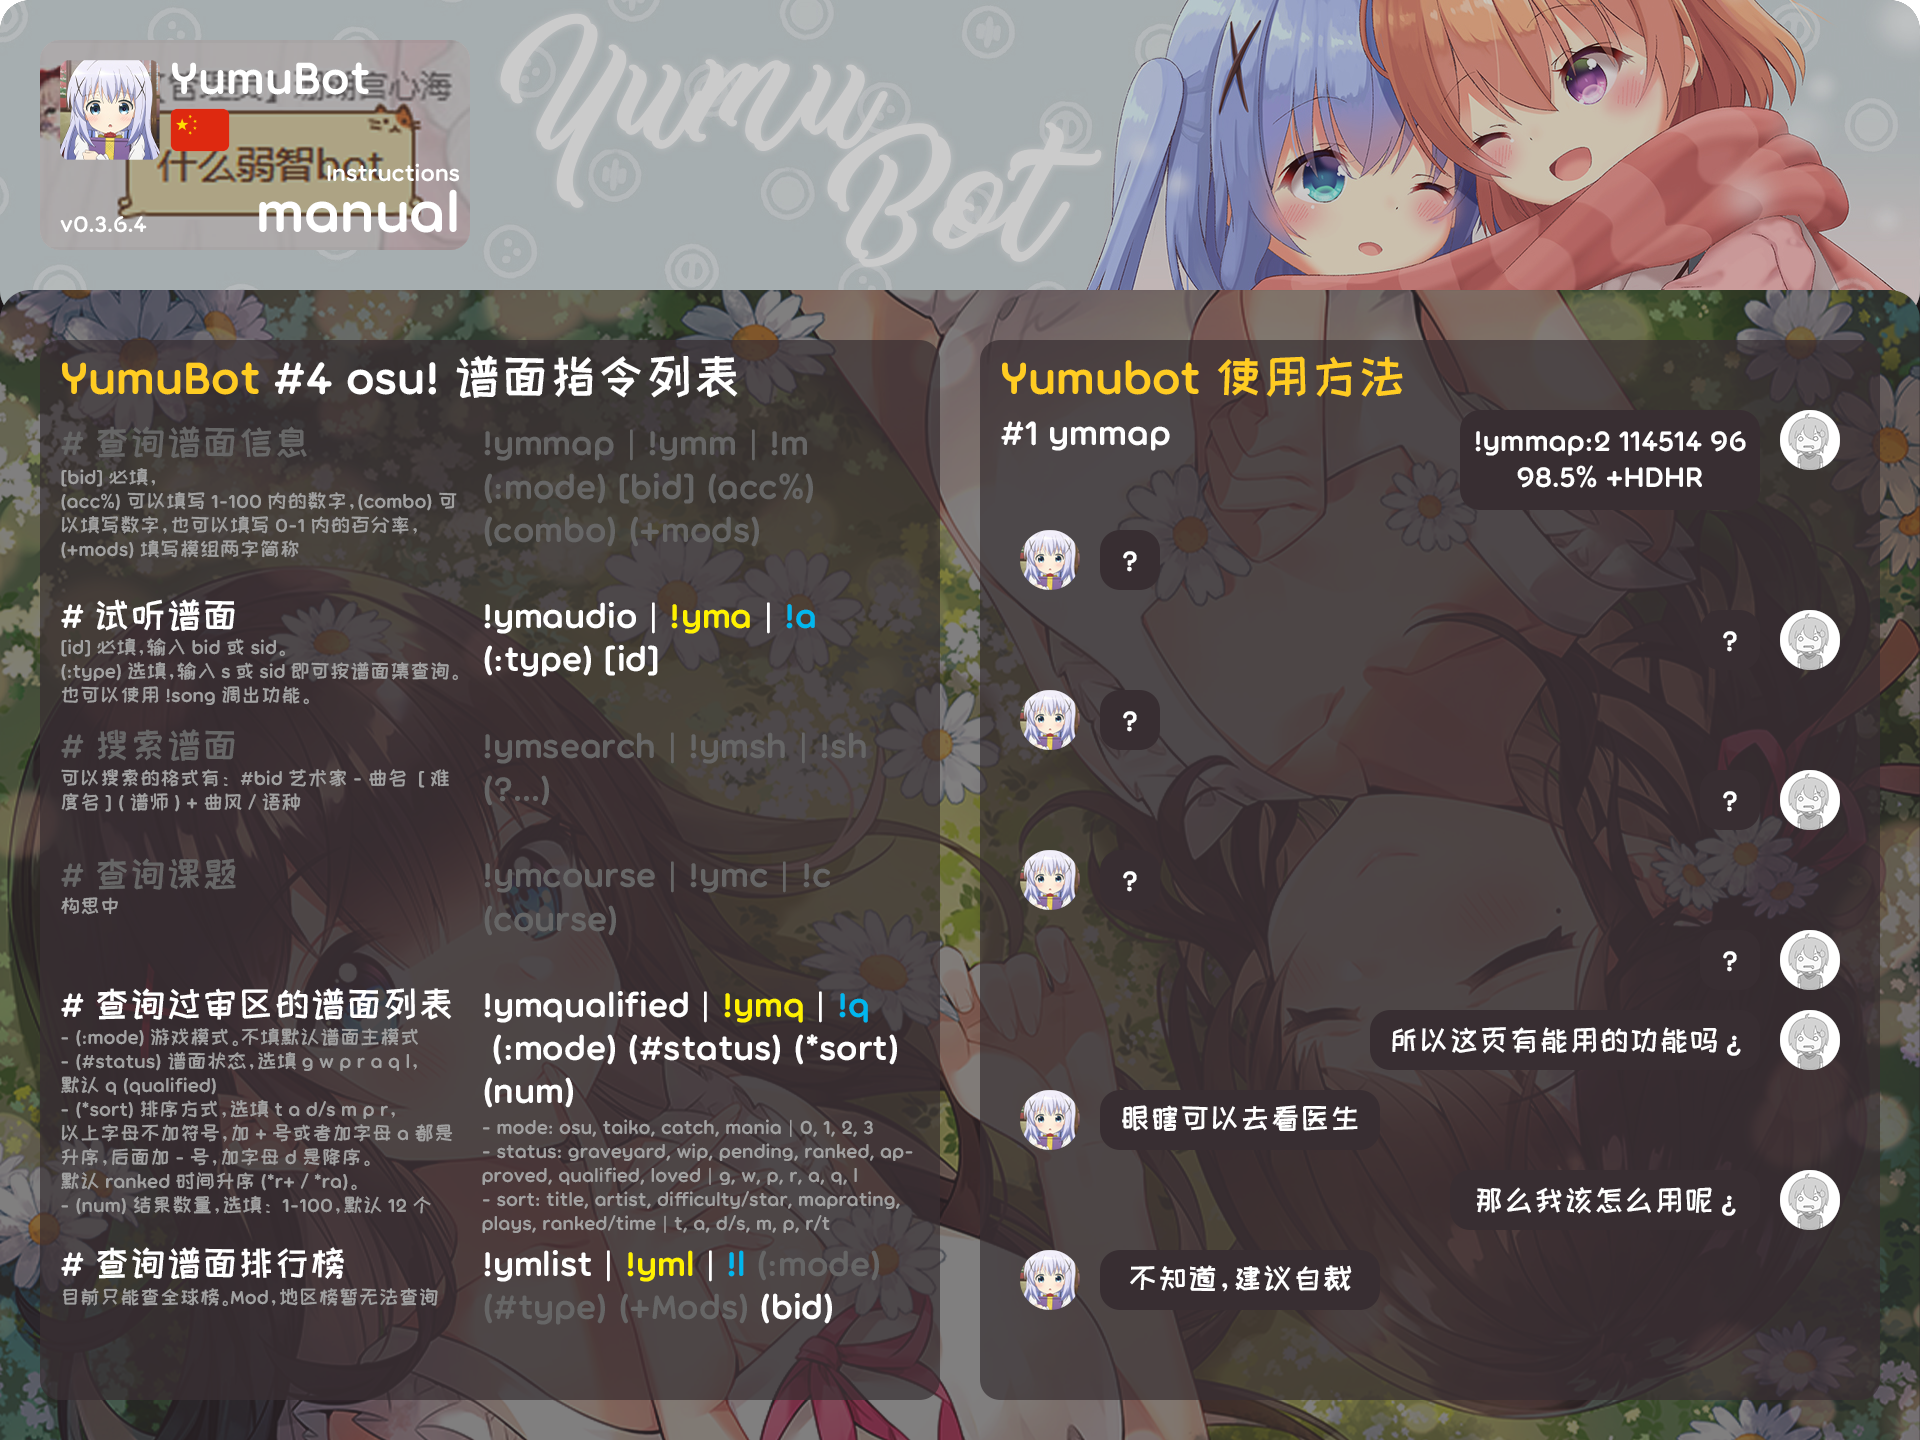 YumuBot
什么弱智bot
Instructions
manual
v0.3.6.4
Yumu
Bot
YumuBot #4 osu! 谱面指令列表
# 查询谱面信息
[bid] 必填,
(acc%) 可以填写 1-100 内的数字,(combo) 可
以填写数字,也可以填写 0-1 内的百分率,
(+mods) 填写模组两字简称
!ymmap | !ymm | !m
(:mode) [bid] (acc%)
(combo) (+mods)
# 试听谱面
[id] 必填,输入 bid 或 sid。
(:type) 选填,输入 s 或 sid 即可按谱面集查询。
也可以使用 !song 调出功能。
!ymaudio | !yma | !a
(:type) [id]
# 搜索谱面
可以搜索的格式有: #bid 艺术家 - 曲名 [ 难
度名 ] ( 谱师 ) + 曲风 / 语种
!ymsearch | !ymsh | !sh
(?...)
# 查询课题
构思中
!ymcourse | !ymc | !c
(course)
# 查询过审区的谱面列表
- (:mode) 游戏模式。不填默认谱面主模式
- (#status) 谱面状态,选填 g w p r a q l,
默认 q (qualified)
- (*sort) 排序方式,选填 t a d/s m p r,
以上字母不加符号,加 + 号或者加字母 a 都是
升序,后面加 - 号,加字母 d 是降序。
默认 ranked 时间升序 (*r+ / *ra)。
- (num) 结果数量,选填: 1-100,默认 12 个
!ymqualified | !ymq | !q
(:mode) (#status) (*sort)
(num)
- mode: osu, taiko, catch, mania | 0, 1, 2, 3
- status: graveyard, wip, pending, ranked, ap-
proved, qualified, loved | g, w, p, r, a, q, l
- sort: title, artist, difficulty/star, maprating,
plays, ranked/time | t, a, d/s, m, p, r/t
# 查询谱面排行榜
目前只能查全球榜。Mod,地区榜暂无法查询
!ymlist | !yml | !l (:mode)
(#type) (+Mods) (bid)
Yumubot 使用方法
#1 ymmap
!ymmap:2 114514 96
98.5% +HDHR
?
?
?
?
?
?
所以这页有能用的功能吗¿
眼瞎可以去看医生
那么我该怎么用呢¿
不知道,建议自裁